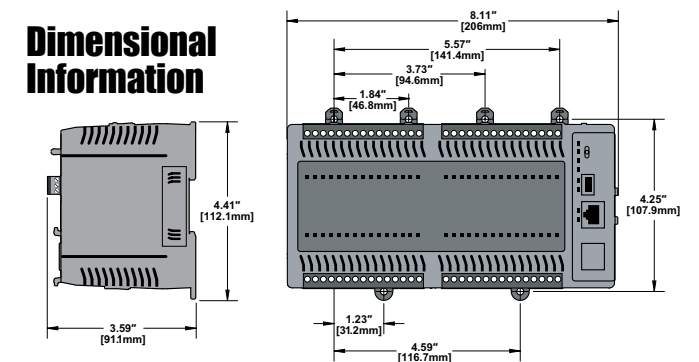 Dimensional
Information
8.11"
[206mm]
5.57"
[141.4mm]
3.73"
[94.6mm]
1.84"
[46.8mm]
4.41"
[112.1mm]
4.25"
[107.9mm]
3.59"
[91.1mm]
1.23"
[31.2mm]
4.59"
[116.7mm]